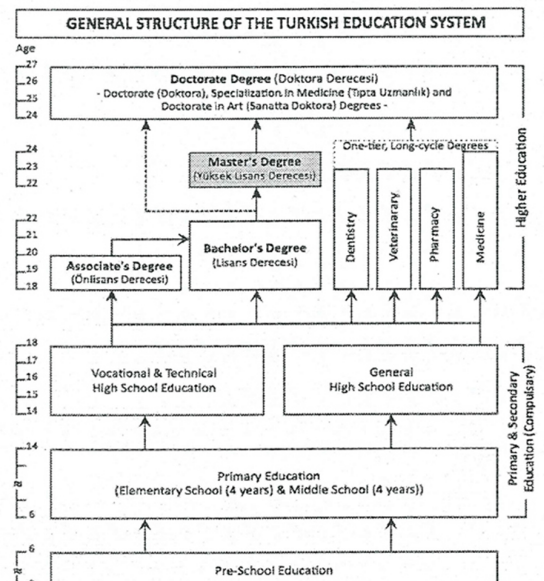 GENERAL STRUCTURE OF THE TURKISH EDUCATION SYSTEM
Age
27
26
25
24
Doctorate Degree (Doktora Derecesi)
- Doctorate (Doktora), Specialization in Medicine (Tıpta Uzmanlık) and
Doctorate in Art (Sanatta Doktora) Degrees -
24
23
22
Master's Degree
(Yüksek Lisans Derecesi)
One-tier, Long-cycle Degrees
Dentistry
Veterinarary
Pharmacy
Medicine
Higher Education
22
21
20
19
18
Bachelor's Degree
(Lisans Derecesi)
Associate's Degree
(Önlisans Derecesi)
18
17
16
15
14
Vocational & Technical
High School Education
General
High School Education
Primary & Secondary
Education (Compulsary)
14
≈
6
Primary Education
(Elementary School (4 years) & Middle School (4 years))
6
≈
Pre-School Education